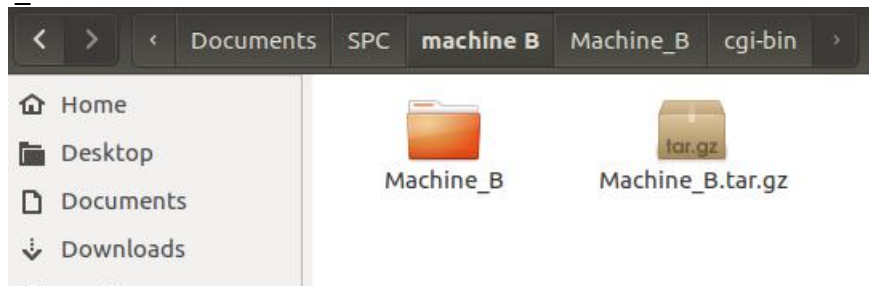 Documents SPC machine B Machine_B cgi-bin
Home
Desktop
Documents
Downloads
tar.gz
Machine_B Machine_B.tar.gz